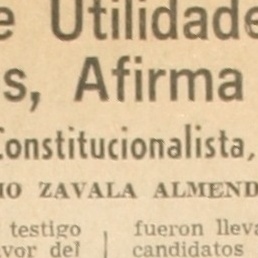 e Utilidade
s, Afirma
Constitucionalista,
IO ZAVALA ALMEND
testigo
vor del
fueron lleva
candidatos